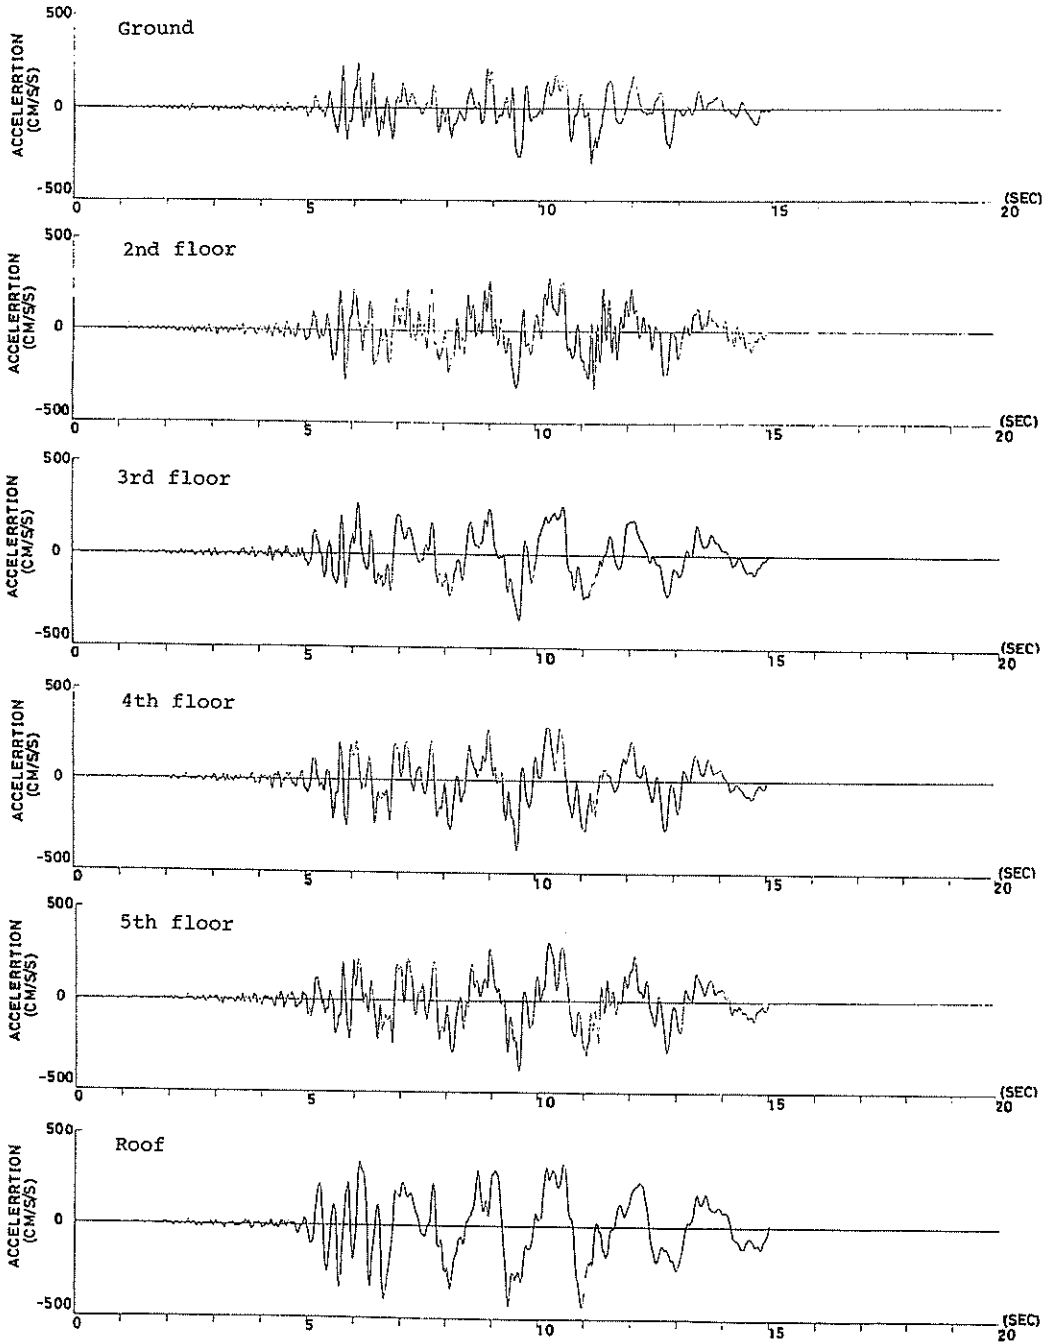 500
Ground
ACCELERRTION
(CM/S/S)
0
-500
0
5
10
15
20
(SEC)
500
2nd floor
ACCELERRTION
(CM/S/S)
0
-500
0
5
10
15
20
(SEC)
500
3rd floor
ACCELERRTION
(CM/S/S)
0
-500
0
5
10
15
20
(SEC)
500
4th floor
ACCELERRTION
(CM/S/S)
0
-500
0
5
10
15
20
(SEC)
500
5th floor
ACCELERRTION
(CM/S/S)
0
-500
0
5
10
15
20
(SEC)
500
Roof
ACCELERRTION
(CM/S/S)
0
-500
0
5
10
15
20
(SEC)